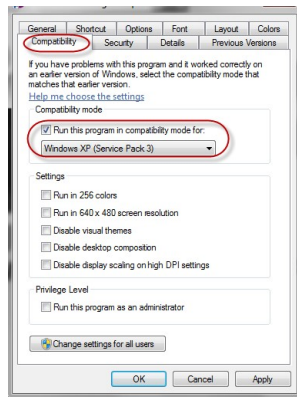 General Shortcut Options Font Layout Colors
Compatibility Security Details Previous Versions
If you have problems with this program and it worked correctly on
an earlier version of Windows, select the compatibility mode that
matches that earlier version.
Help me choose the settings
Compatibility mode
Run this program in compatibility mode for:
Windows XP (Service Pack 3)
Settings
Run in 256 colors
Run in 640 x 480 screen resolution
Disable visual themes
Disable desktop composition
Disable display scaling on high DPI settings
Privilege Level
Run this program as an administrator
Change settings for all users
OK Cancel Apply